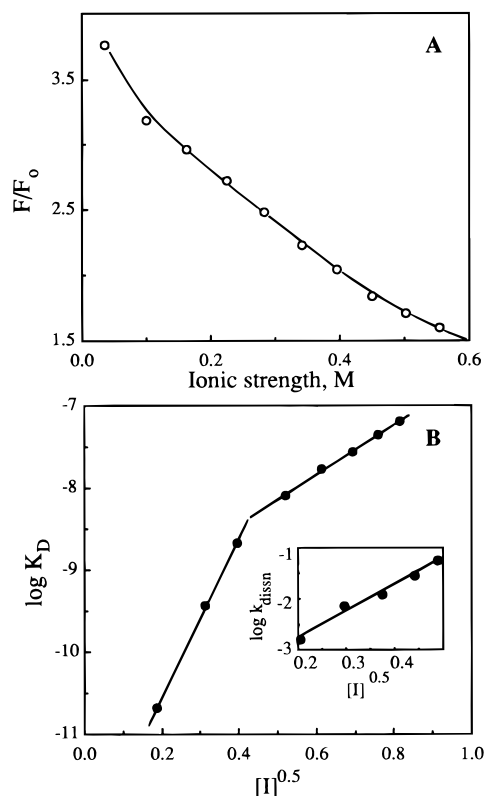 A
3.5
2.5
1.5
F/Fo
0.0 0.2 0.4 0.6
Ionic strength, M
B
-7
-8
-9
-10
-11
log KD
-1
-2
-3
log kdissn
0.2 0.3 0.4
[I]0.5
0.0 0.2 0.4 0.6 0.8 1.0
[I]0.5